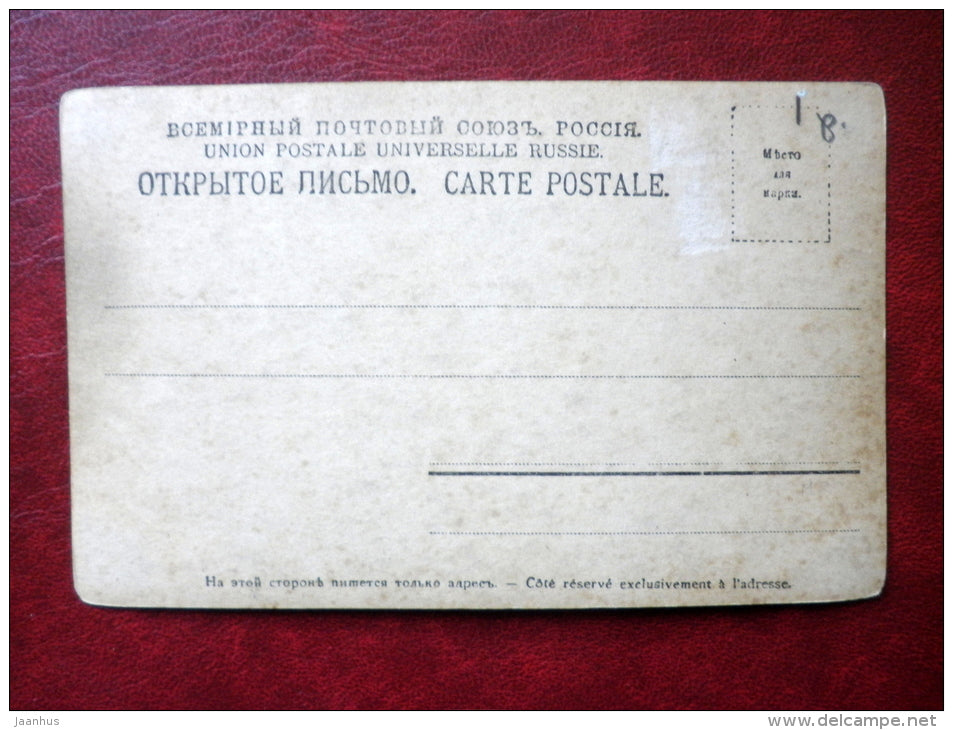 ВСЕМІРНЫЙ ПОЧТОВЫЙ СОЮЗЪ. РОССІЯ.
UNION POSTALE UNIVERSELLE RUSSIE.
ОТКРЫТОЕ ПИСЬМО. CARTE POSTALE.
1 р.
Мѣсто
для
марки.
На этой сторонѣ пишется только адресъ. — Côté réservé exclusivement à l'adresse.
jaanhus
www.delcampe.net